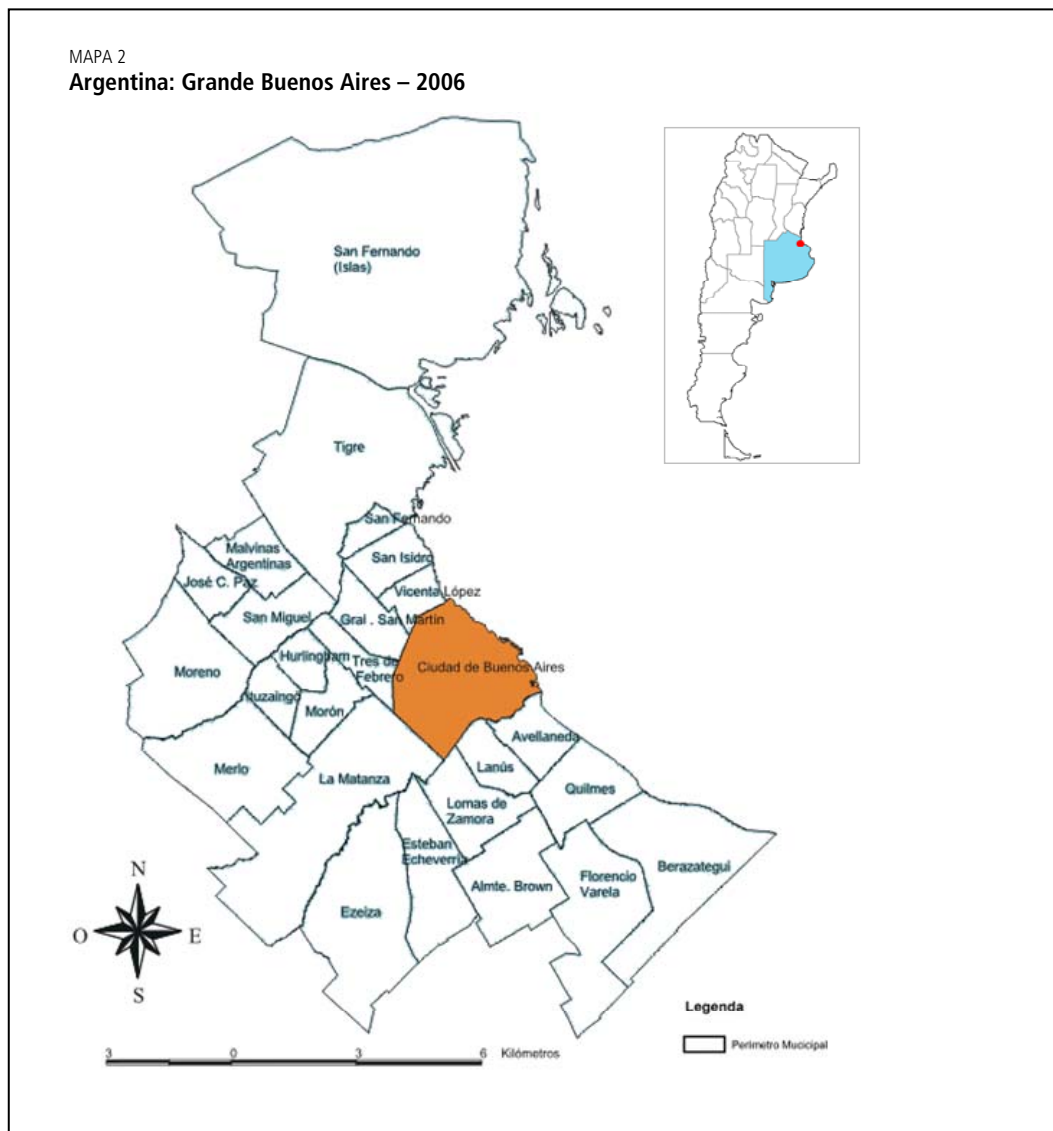 MAPA 2
Argentina: Grande Buenos Aires – 2006
San Fernando
(Islas)
Tigre
San Fernando
San Isidro
Malvinas
Argentinas
José C. Paz
Vicenta López
San Miguel
Gral . San Martín
Hurlingham
Tres de
Febrero
Ciudad de Buenos Aires
Moreno
Ituzaingó
Morón
Avellaneda
Merlo
La Matanza
Lanús
Quilmes
Lomas de
Zamora
Esteban
Echeverría
Berazategui
Almte. Brown
Florencio
Varela
Ezeiza
N
O
E
S
Legenda
Perimetro Mucicipal
3 0 3 6 Kilómetros